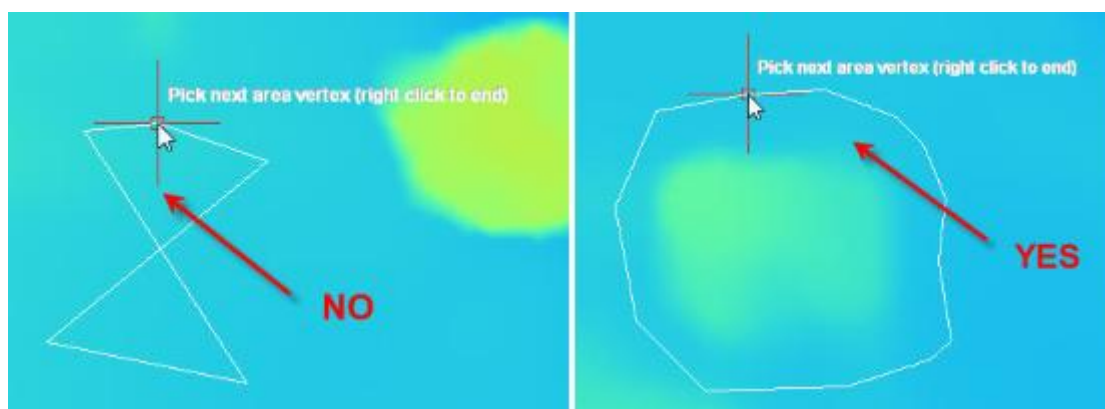 Pick next area vertex (right click to end)
NO
Pick next area vertex (right click to end)
YES